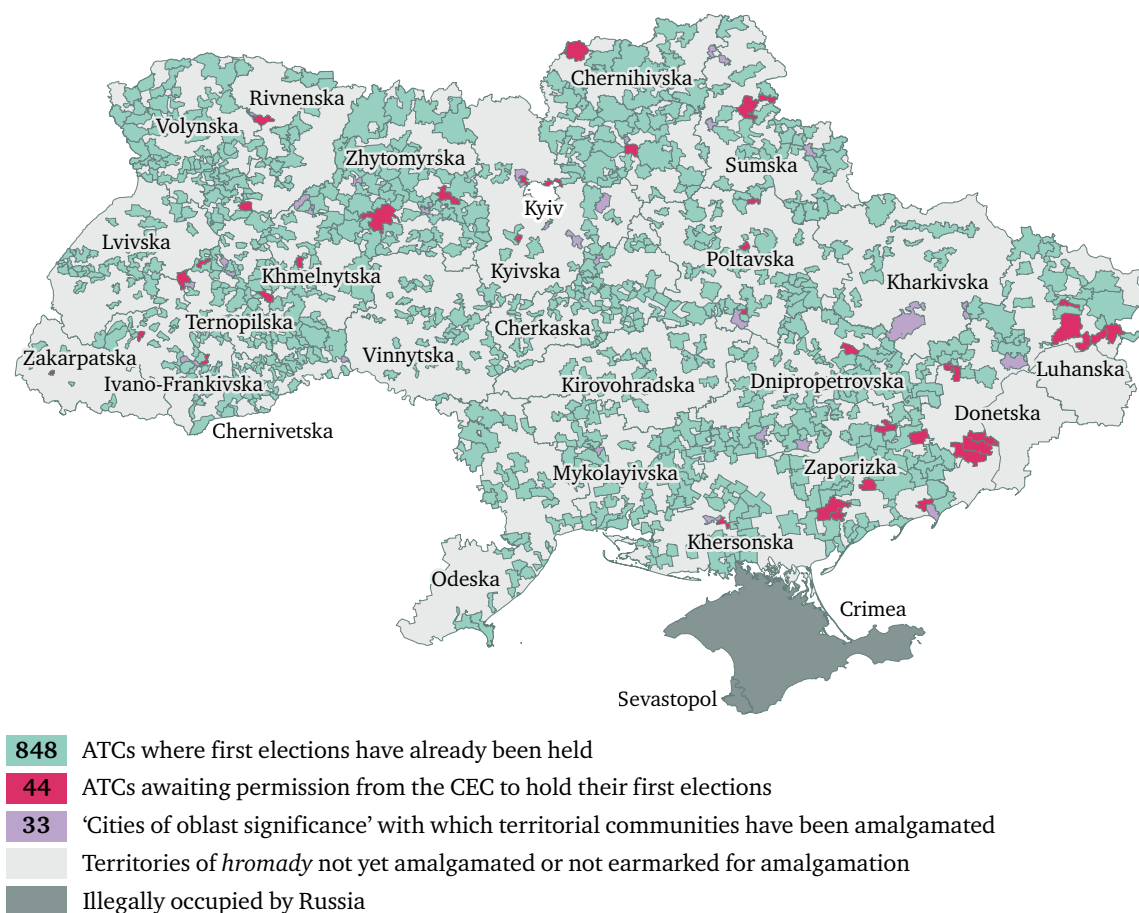 Chernihivska
Rivnenska
Volynska
Zhytomyrska
Sumska
Kyiv
Lvivska
Poltavska
Khmelnytska
Kyivska
Kharkivska
Ternopilska
Cherkaska
Zakarpatska
Vinnytska
Luhanska
Ivano-Frankivska
Kirovohradska
Dnipropetrovska
Donetska
Chernivetska
Zaporizka
Mykolayivska
Khersonska
Odeska
Crimea
Sevastopol
848 ATCs where first elections have already been held
44 ATCs awaiting permission from the CEC to hold their first elections
33 ‘Cities of oblast significance’ with which territorial communities have been amalgamated
Territories of hromady not yet amalgamated or not earmarked for amalgamation
Illegally occupied by Russia